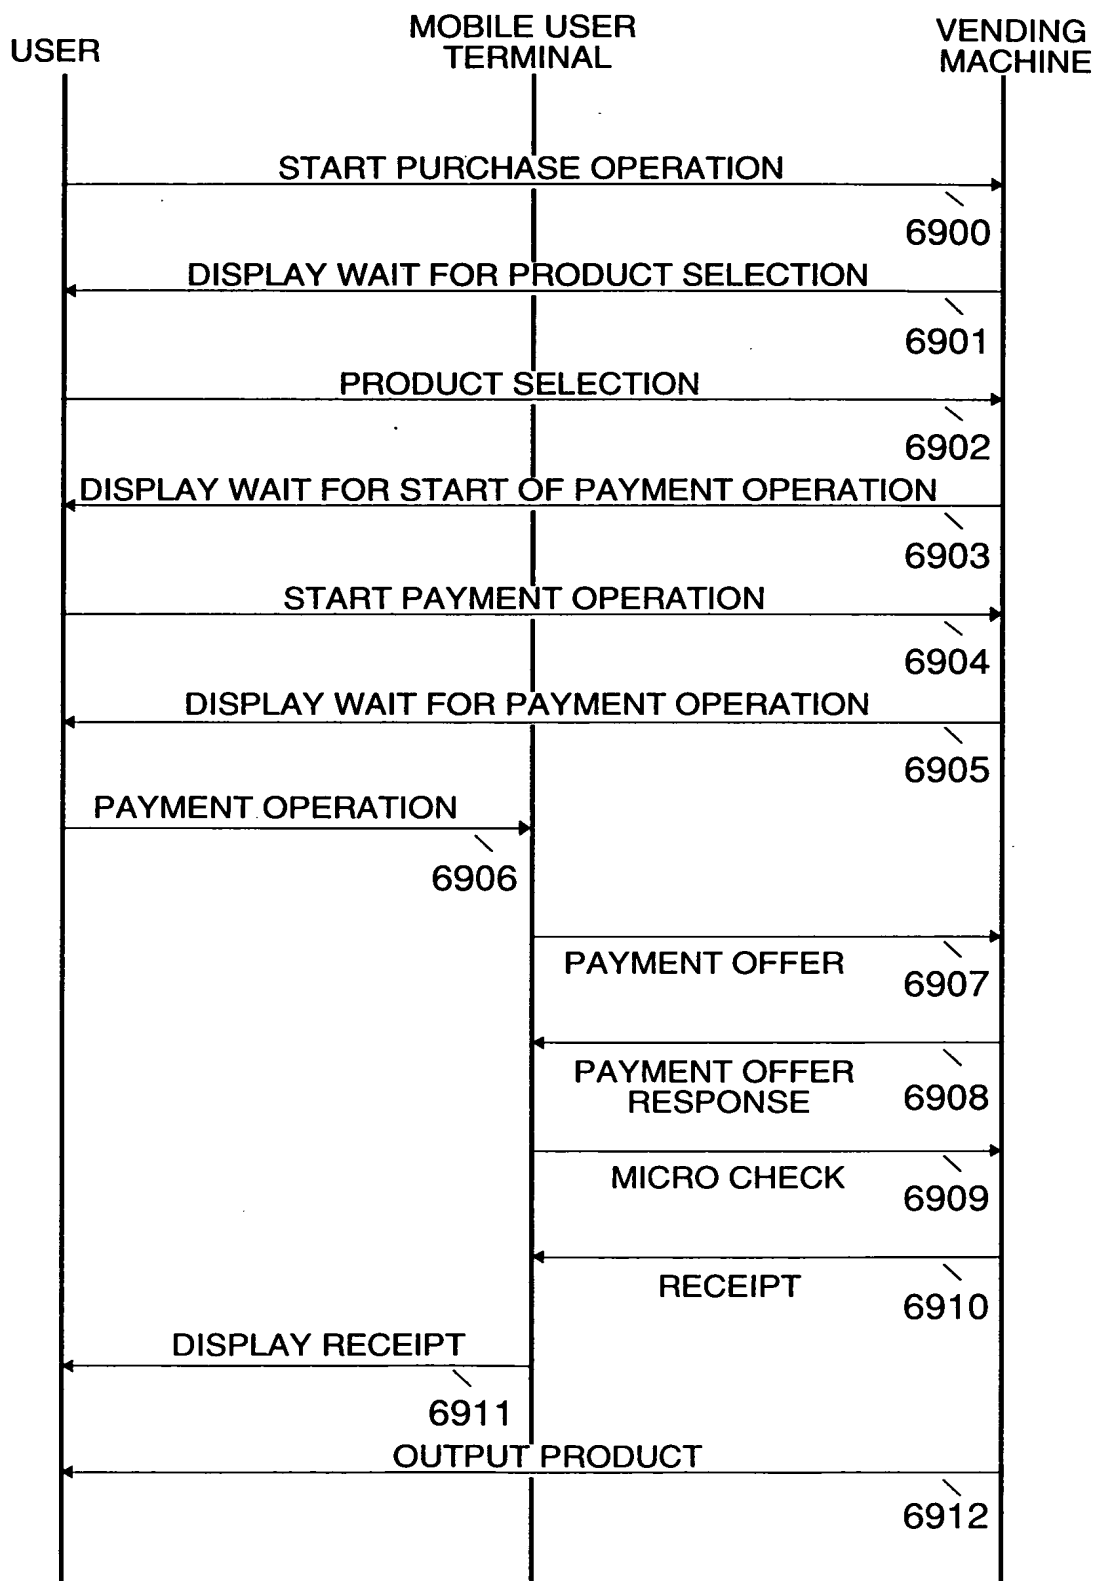 USER
MOBILE USER
TERMINAL
VENDING
MACHINE
START PURCHASE OPERATION
6900
DISPLAY WAIT FOR PRODUCT SELECTION
6901
PRODUCT SELECTION
6902
DISPLAY WAIT FOR START OF PAYMENT OPERATION
6903
START PAYMENT OPERATION
6904
DISPLAY WAIT FOR PAYMENT OPERATION
6905
PAYMENT OPERATION
6906
PAYMENT OFFER
6907
PAYMENT OFFER
RESPONSE
6908
MICRO CHECK
6909
RECEIPT
6910
DISPLAY RECEIPT
6911
OUTPUT PRODUCT
6912